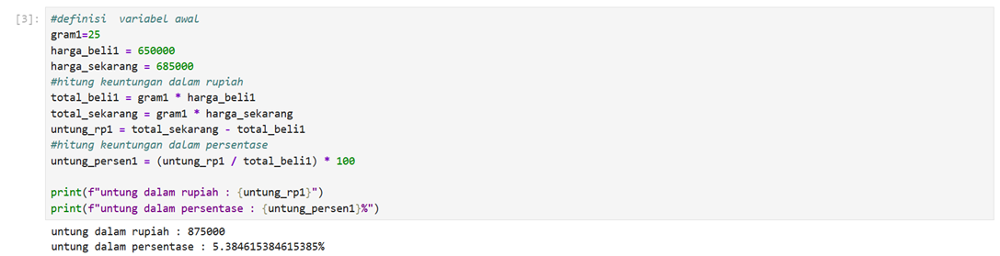 [3]: #definisi  variabel awal
gram1=25
harga_beli1 = 650000
harga_sekarang = 685000
#hitung keuntungan dalam rupiah
total_beli1 = gram1 * harga_beli1
total_sekarang = gram1 * harga_sekarang
untung_rp1 = total_sekarang - total_beli1
#hitung keuntungan dalam persentase
untung_persen1 = (untung_rp1 / total_beli1) * 100

print(f"untung dalam rupiah : {untung_rp1}")
print(f"untung dalam persentase : {untung_persen1}%")
untung dalam rupiah : 875000
untung dalam persentase : 5.384615384615385%